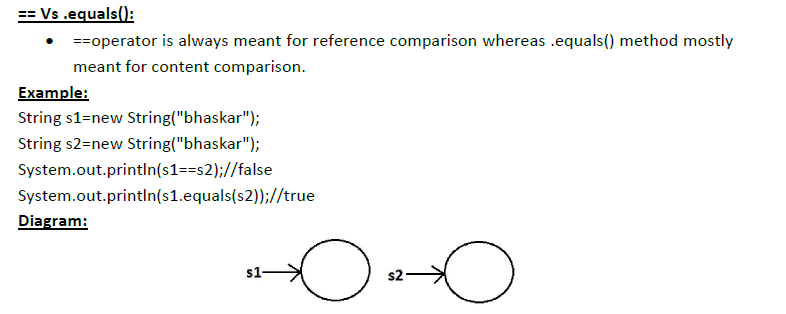 == Vs .equals():
• ==operator is always meant for reference comparison whereas .equals() method mostly
meant for content comparison.
Example:
String s1=new String("bhaskar");
String s2=new String("bhaskar");
System.out.println(s1==s2);//false
System.out.println(s1.equals(s2));//true
Diagram:
s1 s2